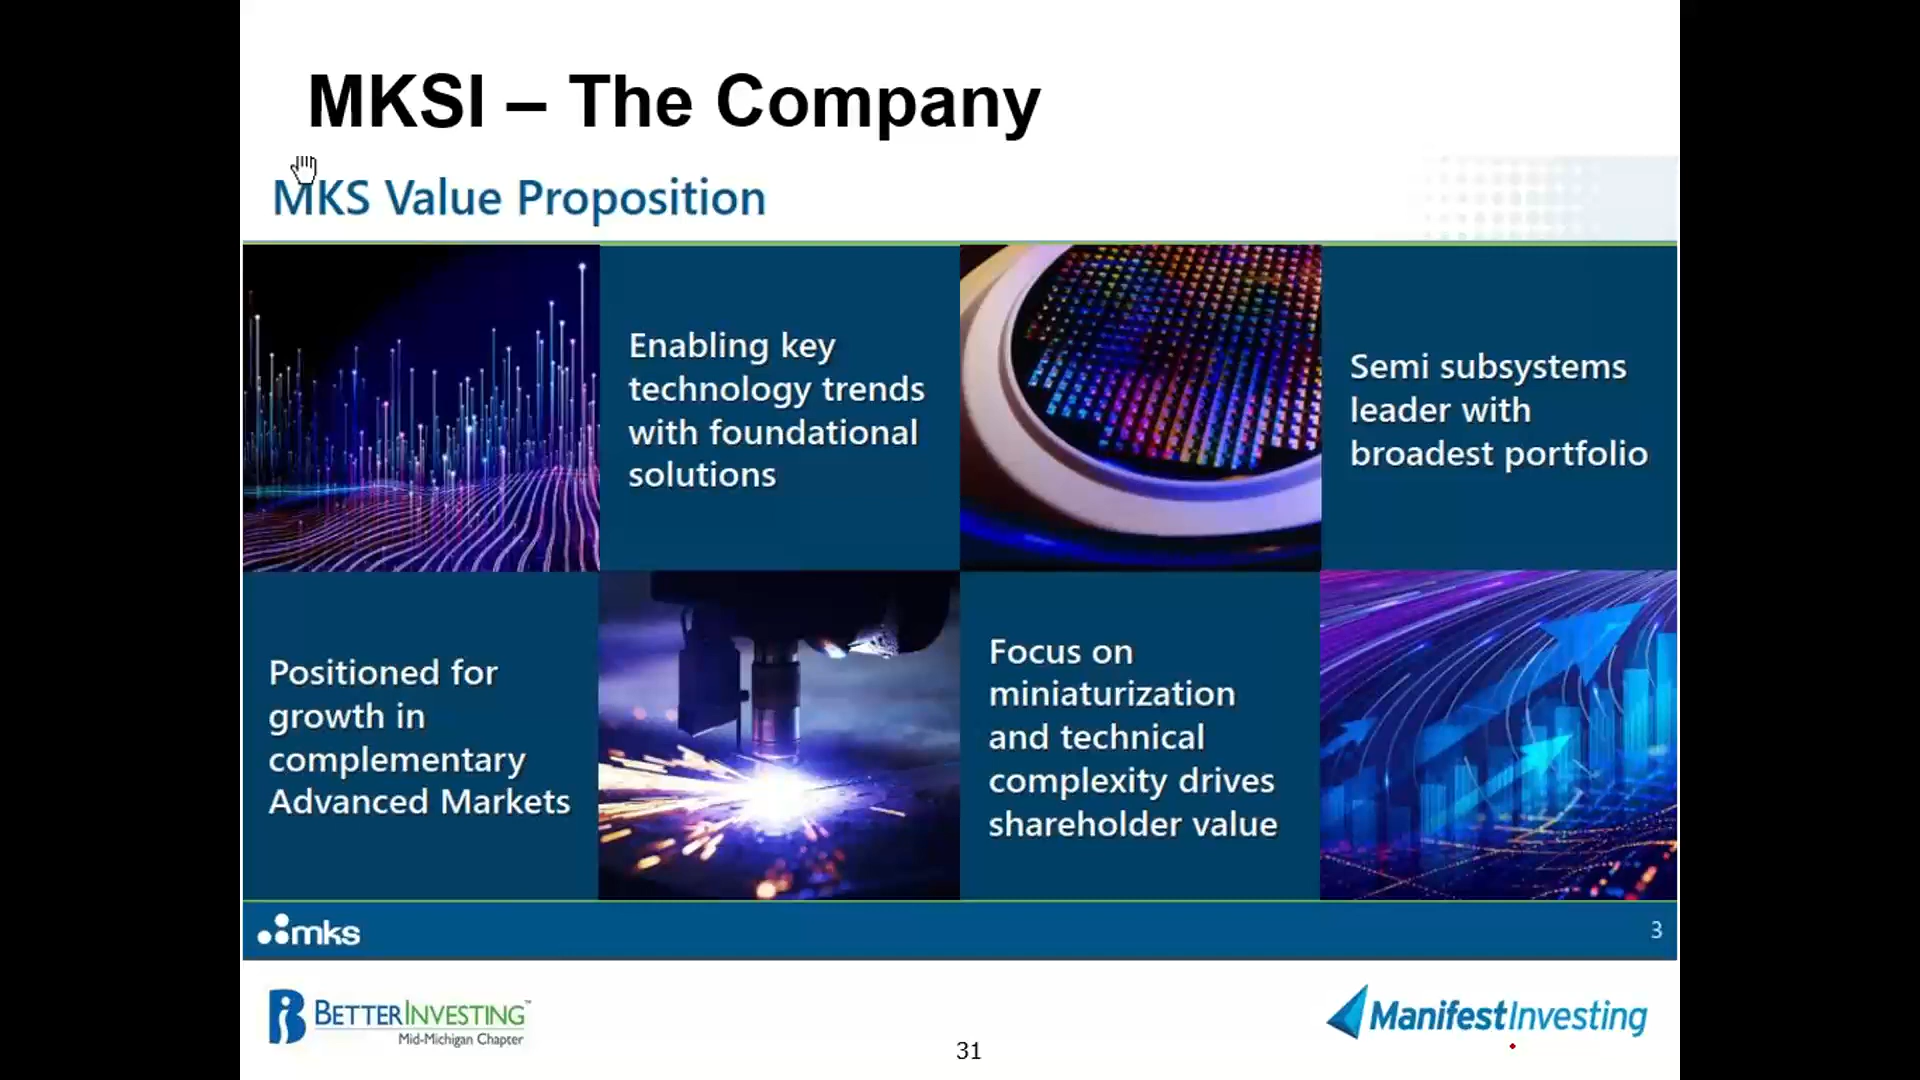 MKSI – The Company
MKS Value Proposition
Enabling key
technology trends
with foundational
solutions
Semi subsystems
leader with
broadest portfolio
Positioned for
growth in
complementary
Advanced Markets
Focus on
miniaturization
and technical
complexity drives
shareholder value
mks
3
BETTERINVESTING™
Mid-Michigan Chapter
31
ManifestInvesting